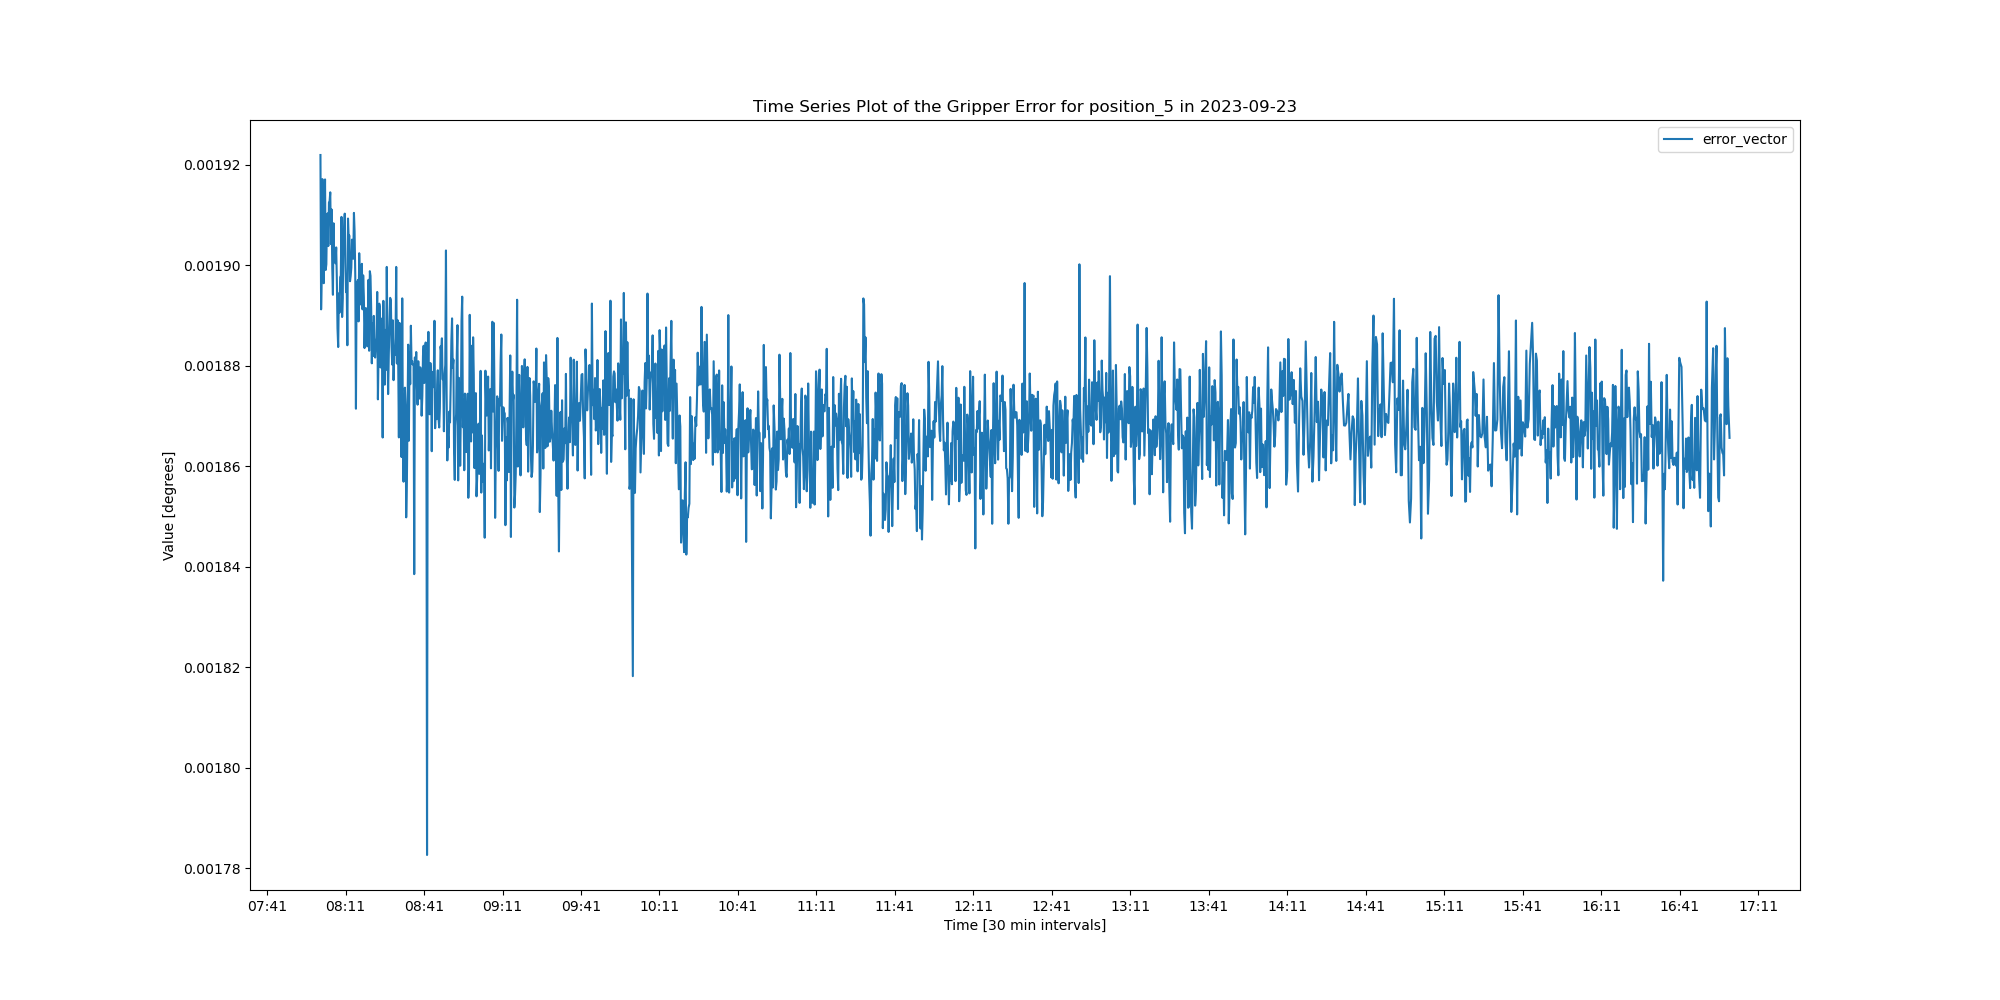 Time Series Plot of the Gripper Error for position_5 in 2023-09-23
error_vector
0.00192
0.00190
0.00188
0.00186
0.00184
0.00182
0.00180
0.00178
Value [degrees]
07:41 08:11 08:41 09:11 09:41 10:11 10:41 11:11 11:41 12:11 12:41 13:11 13:41 14:11 14:41 15:11 15:41 16:11 16:41 17:11
Time [30 min intervals]